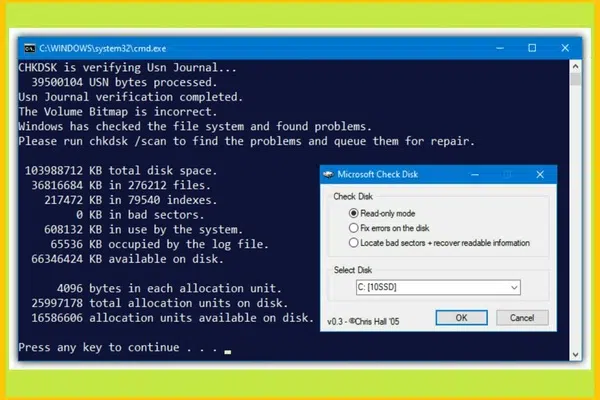 C:\WINDOWS\system32\cmd.exe
CHKDSK is verifying Usn Journal...
39500104 USN bytes processed.
Usn Journal verification completed.
The Volume Bitmap is incorrect.
Windows has checked the file system and found problems.
Please run chkdsk /scan to find the problems and queue them for repair.
103988712 KB total disk space.
36816684 KB in 276212 files.
217472 KB in 79540 indexes.
0 KB in bad sectors.
608132 KB in use by the system.
65536 KB occupied by the log file.
66346424 KB available on disk.
4096 bytes in each allocation unit.
25997178 total allocation units on disk.
16586606 allocation units available on disk.
Press any key to continue . . .
Microsoft Check Disk
Check Disk
Read-only mode
Fix errors on the disk
Locate bad sectors + recover readable information
Select Disk
C: [10SSD]
v0.3 - ®Chris Hall '05
OK
Cancel